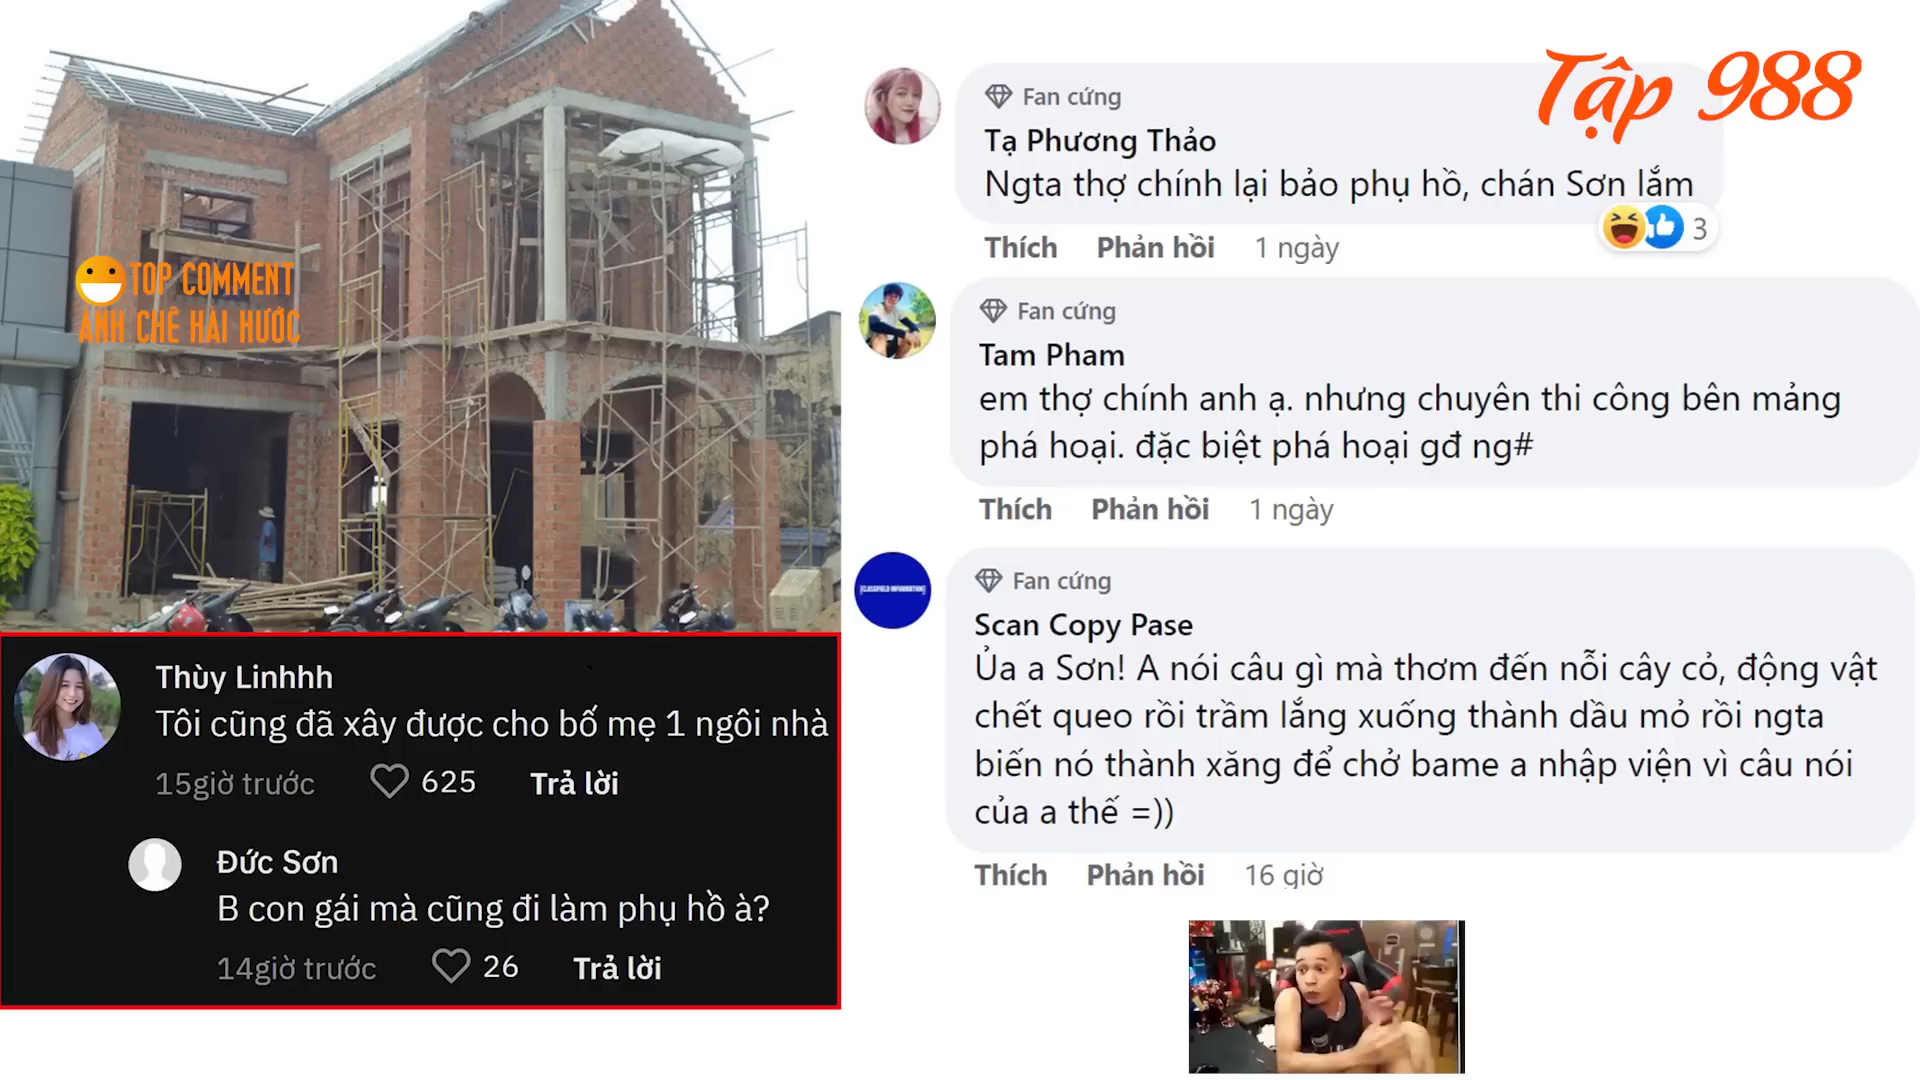 TOP COMMENT
ẢNH CHẾ HÀI HƯỚC
Thùy Linhhh
Tôi cũng đã xây được cho bố mẹ 1 ngôi nhà
15giờ trước 625 Trả lời
Đức Sơn
B con gái mà cũng đi làm phụ hồ à?
14giờ trước 26 Trả lời
Tập 988
Fan cứng
Tạ Phương Thảo
Ngta thợ chính lại bảo phụ hồ, chán Sơn lắm
3
Thích Phản hồi 1 ngày
Fan cứng
Tam Pham
em thợ chính anh ạ. nhưng chuyên thi công bên mảng
phá hoại. đặc biệt phá hoại gđ ng#
Thích Phản hồi 1 ngày
Fan cứng
Scan Copy Pase
Ủa a Sơn! A nói câu gì mà thơm đến nỗi cây cỏ, động vật
chết queo rồi trầm lắng xuống thành dầu mỏ rồi ngta
biến nó thành xăng để chở bame a nhập viện vì câu nói
của a thế =))
Thích Phản hồi 16 giờ